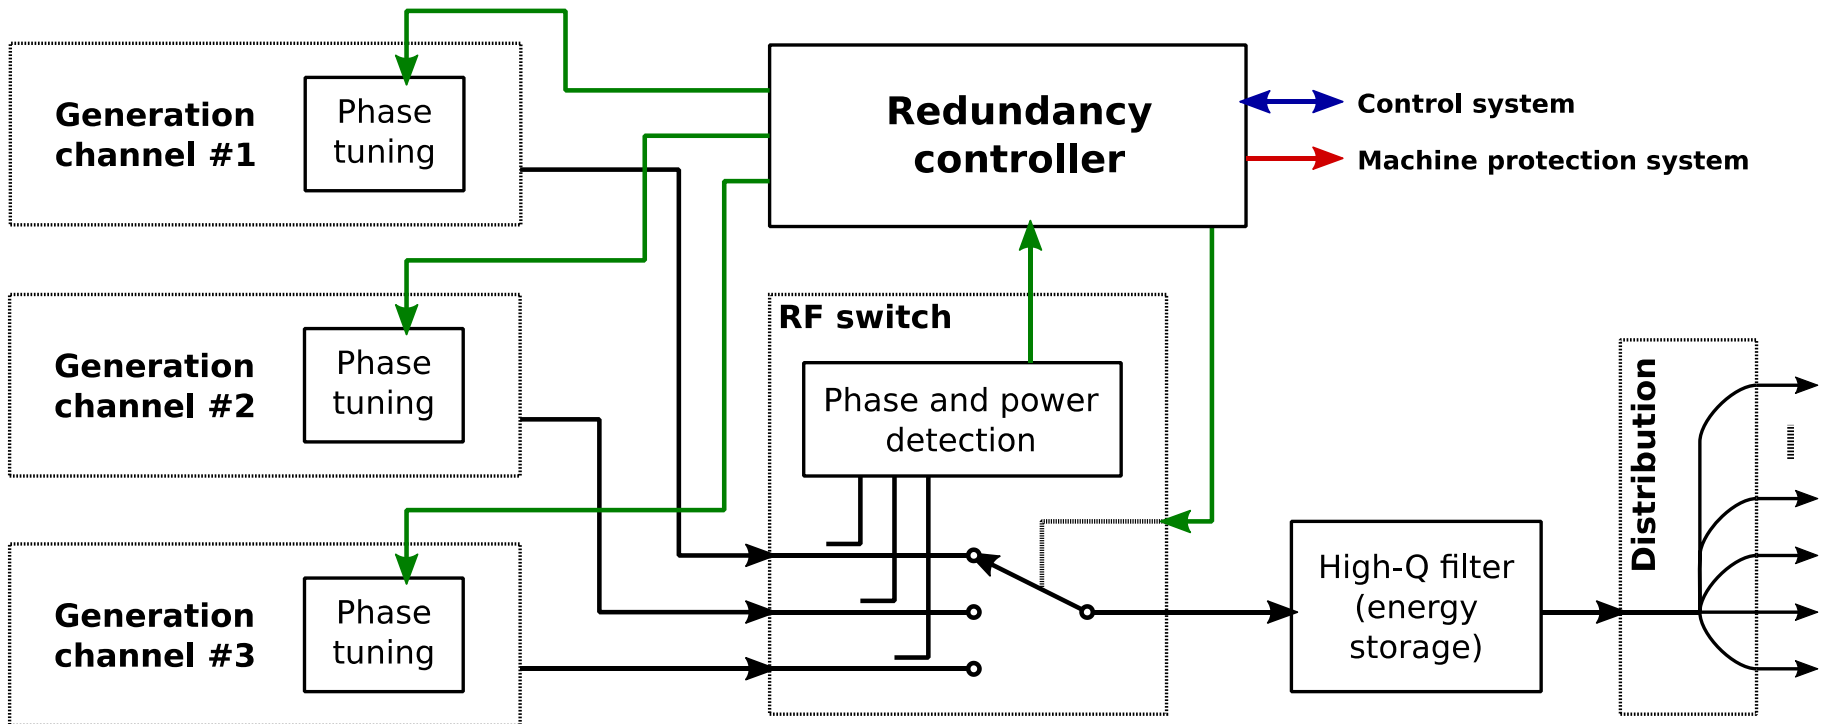 Generation
channel #1
Phase
tuning
Redundancy
controller
Control system
Machine protection system
Generation
channel #2
Phase
tuning
RF switch
Phase and power
detection
Generation
channel #3
Phase
tuning
High-Q filter
(energy
storage)
Distribution